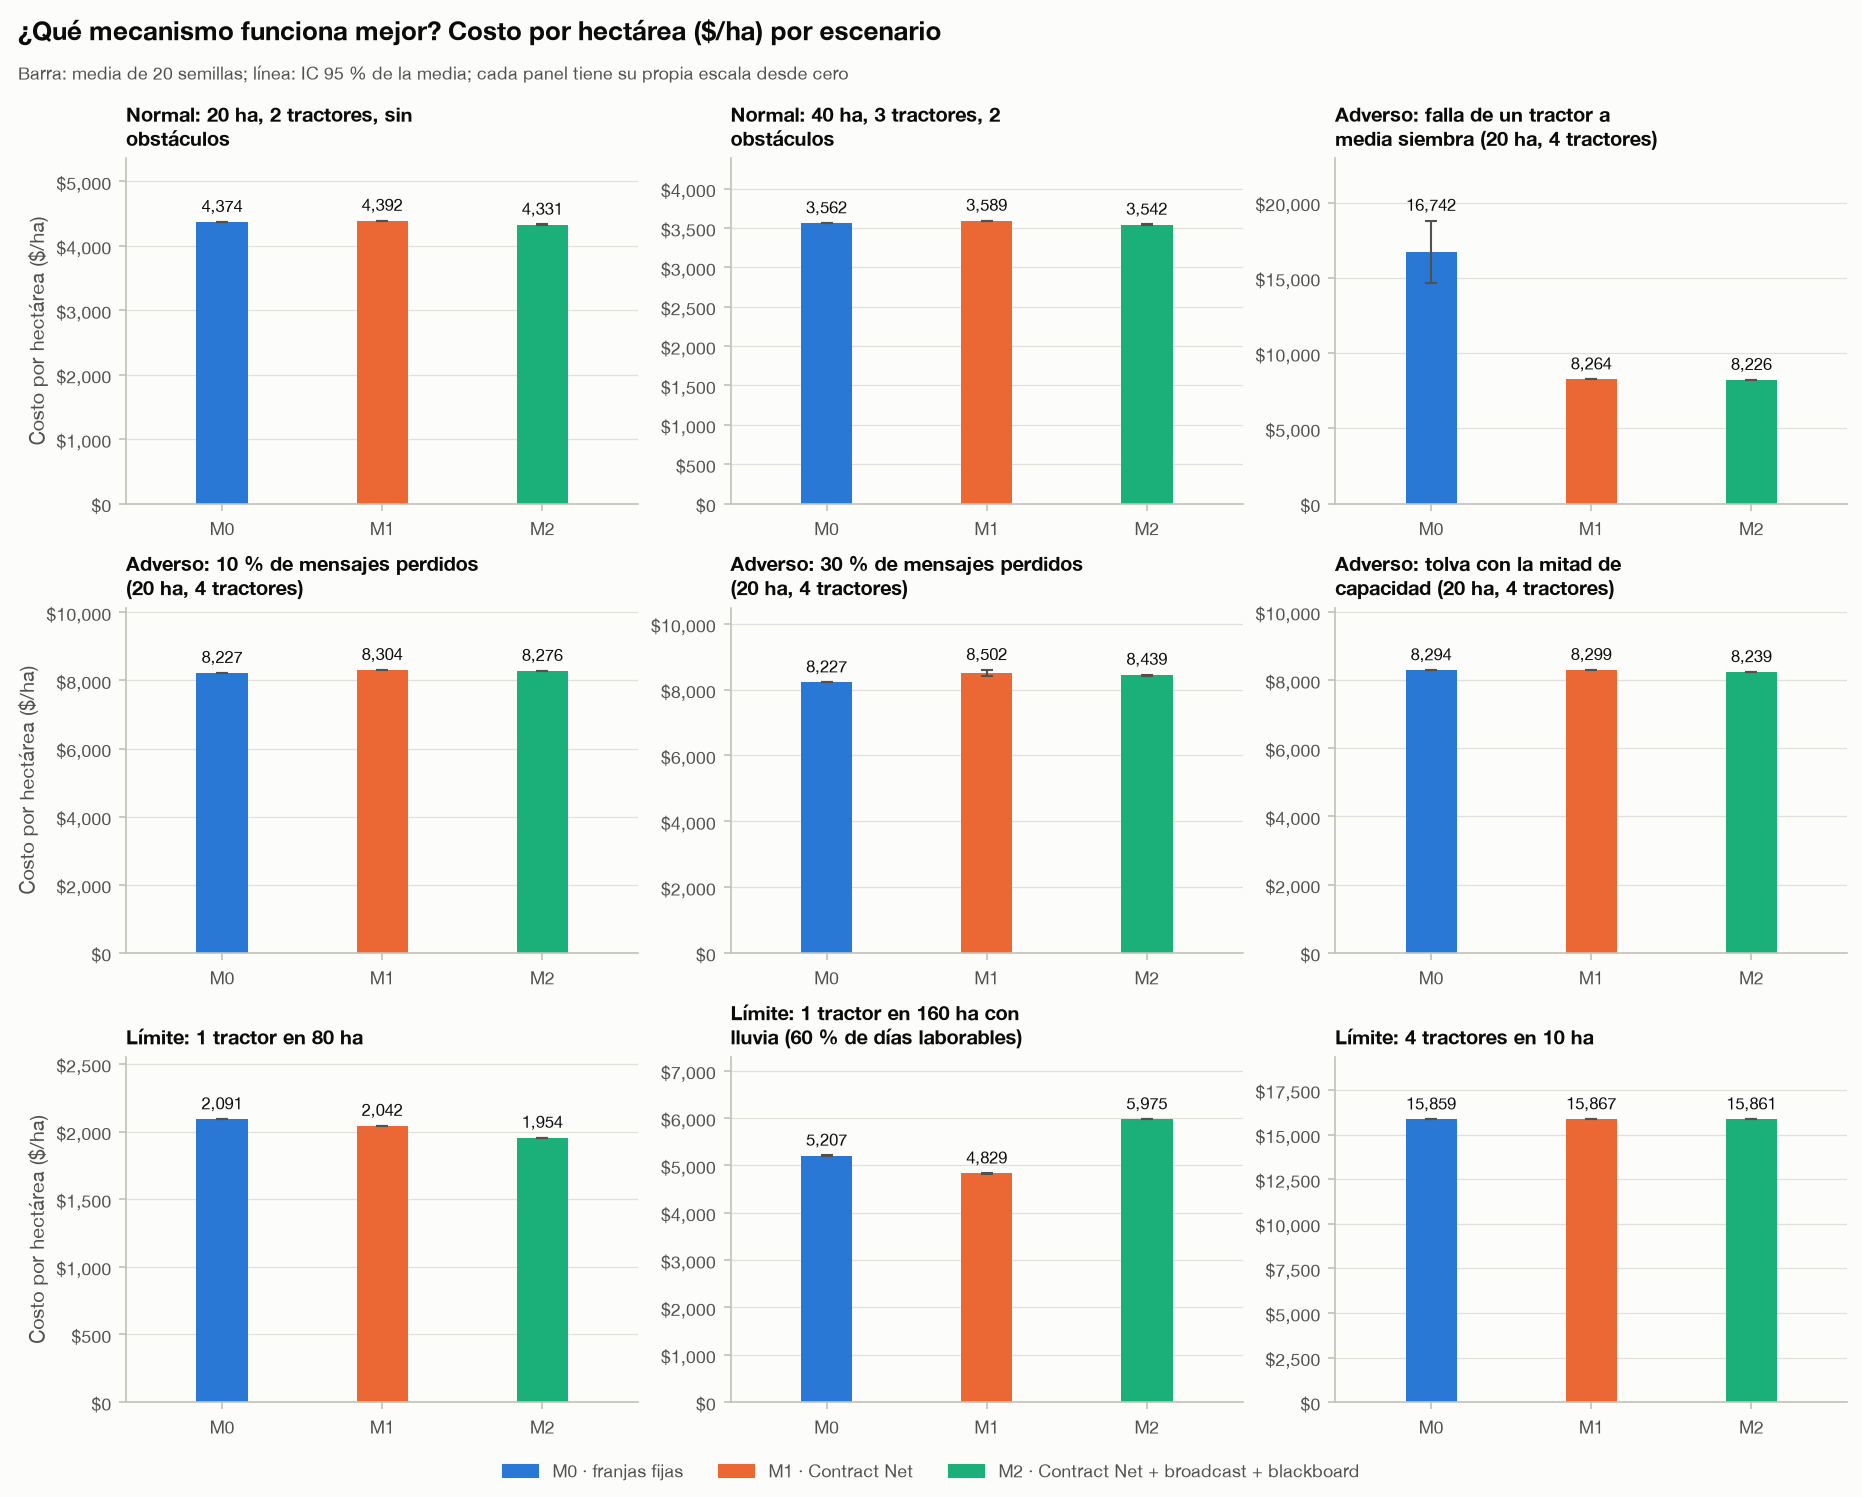 ¿Qué mecanismo funciona mejor? Costo por hectárea ($/ha) por escenario
Barra: media de 20 semillas; línea: IC 95 % de la media; cada panel tiene su propia escala desde cero
Normal: 20 ha, 2 tractores, sin
obstáculos
Costo por hectárea ($/ha)
$5,000
$4,000
$3,000
$2,000
$1,000
$0
4,374
4,392
4,331
M0
M1
M2
Normal: 40 ha, 3 tractores, 2
obstáculos
$4,000
$3,500
$3,000
$2,500
$2,000
$1,500
$1,000
$500
$0
3,562
3,589
3,542
M0
M1
M2
Adverso: falla de un tractor a
media siembra (20 ha, 4 tractores)
$20,000
$15,000
$10,000
$5,000
$0
16,742
8,264
8,226
M0
M1
M2
Adverso: 10 % de mensajes perdidos
(20 ha, 4 tractores)
Costo por hectárea ($/ha)
$10,000
$8,000
$6,000
$4,000
$2,000
$0
8,227
8,304
8,276
M0
M1
M2
Adverso: 30 % de mensajes perdidos
(20 ha, 4 tractores)
$10,000
$8,000
$6,000
$4,000
$2,000
$0
8,227
8,502
8,439
M0
M1
M2
Adverso: tolva con la mitad de
capacidad (20 ha, 4 tractores)
$10,000
$8,000
$6,000
$4,000
$2,000
$0
8,294
8,299
8,239
M0
M1
M2
Límite: 1 tractor en 80 ha
Costo por hectárea ($/ha)
$2,500
$2,000
$1,500
$1,000
$500
$0
2,091
2,042
1,954
M0
M1
M2
Límite: 1 tractor en 160 ha con
lluvia (60 % de días laborables)
$7,000
$6,000
$5,000
$4,000
$3,000
$2,000
$1,000
$0
5,207
4,829
5,975
M0
M1
M2
Límite: 4 tractores en 10 ha
$17,500
$15,000
$12,500
$10,000
$7,500
$5,000
$2,500
$0
15,859
15,867
15,861
M0
M1
M2
M0 · franjas fijas
M1 · Contract Net
M2 · Contract Net + broadcast + blackboard